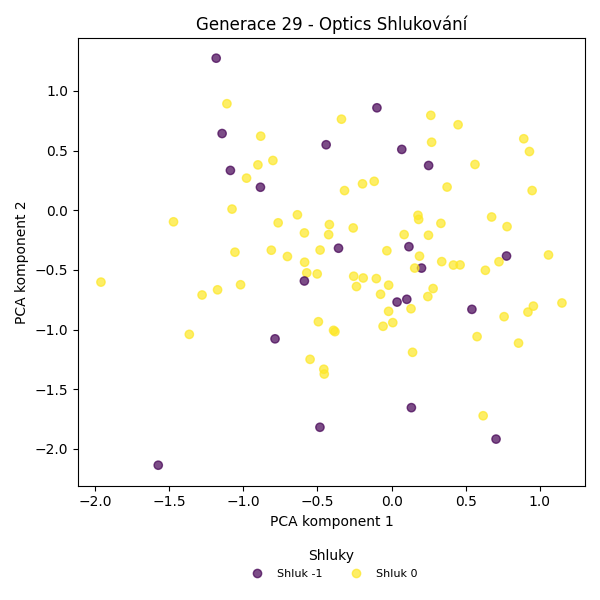 Generace 29 - Optics Shlukování
PCA komponent 2
1.0
0.5
0.0
−0.5
−1.0
−1.5
−2.0
−2.0 −1.5 −1.0 −0.5 0.0 0.5 1.0
PCA komponent 1
Shluky
Shluk -1 Shluk 0